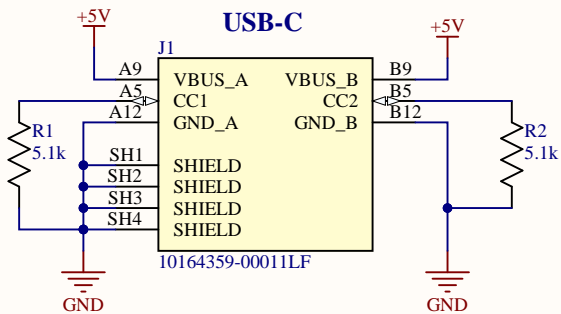 USB-C
+5V
+5V
J1
A9 VBUS_A VBUS_B B9
A5 CC1 CC2 B5
A12 GND_A GND_B B12
R1
5.1k
R2
5.1k
SH1 SHIELD
SH2 SHIELD
SH3 SHIELD
SH4 SHIELD
10164359-00011LF
GND
GND